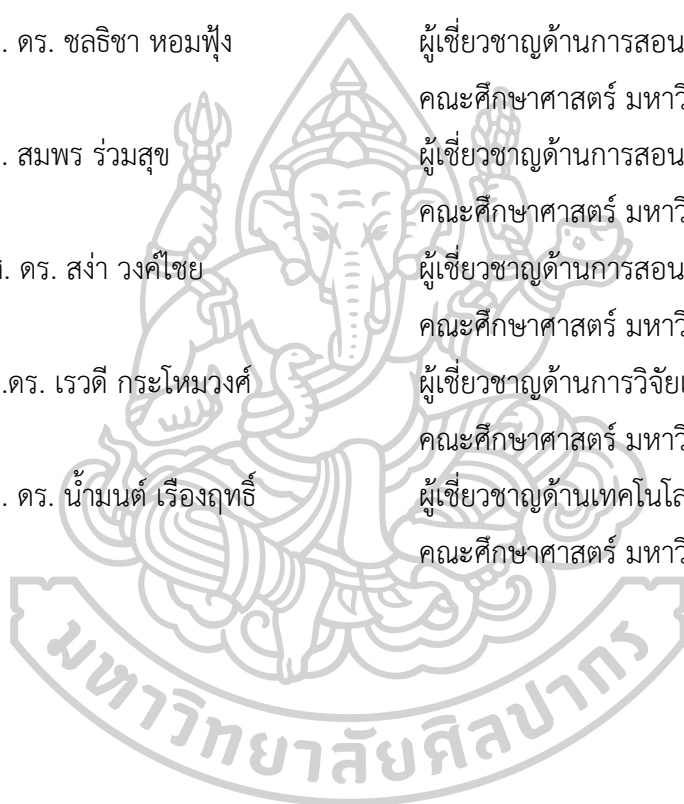 . ดร. ชลธิชา หอมฟุ้ง ผู้เชี่ยวชาญด้านการสอน
คณะศึกษาศาสตร์ มหาวิ
. สมพร ร่วมสุข ผู้เชี่ยวชาญด้านการสอน
คณะศึกษาศาสตร์ มหาวิ
. ดร. สง่า วงค์ไชย ผู้เชี่ยวชาญด้านการสอน
คณะศึกษาศาสตร์ มหาวิ
.ดร. เรวดี กระโหมวงศ์ ผู้เชี่ยวชาญด้านการวิจัย
คณะศึกษาศาสตร์ มหาวิ
. ดร. น้ำมนต์ เรืองฤทธิ์ ผู้เชี่ยวชาญด้านเทคโนโล
คณะศึกษาศาสตร์ มหาวิ
มหาวิทยาลัยศิลปากร